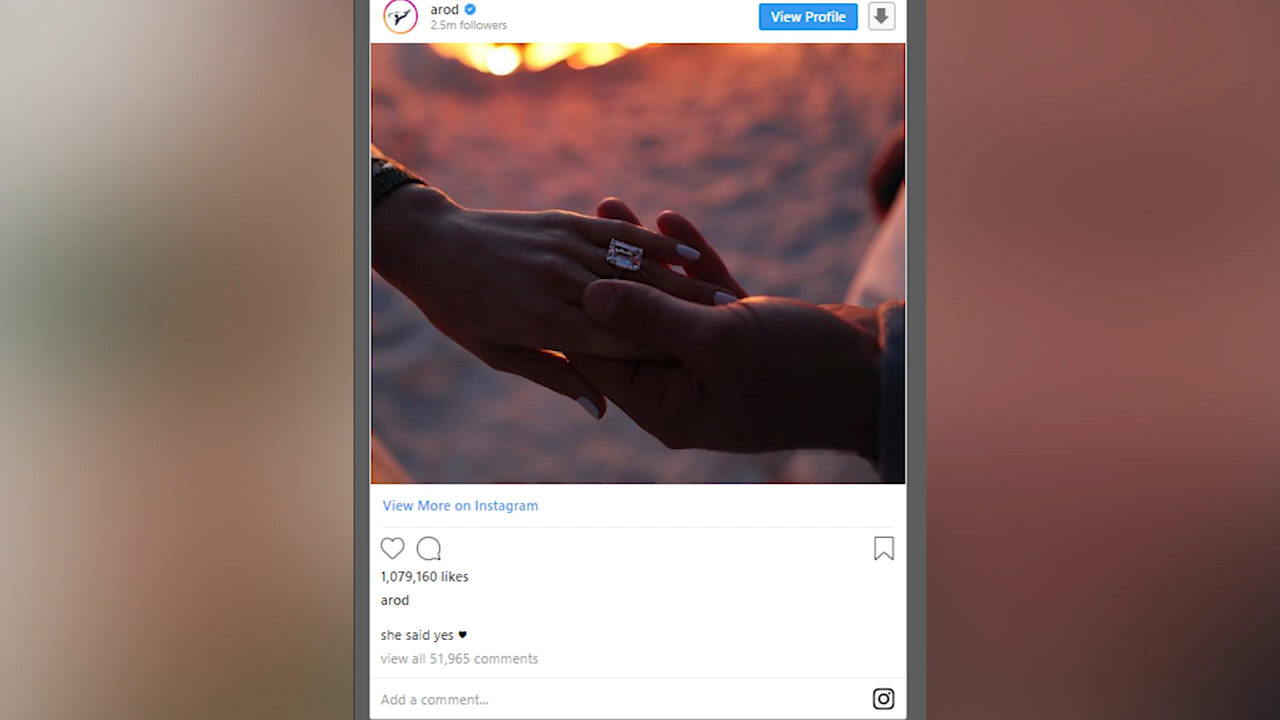 arod
2.5m followers
View Profile
View More on Instagram
1,079,160 likes
arod
she said yes ♥
view all 51,965 comments
Add a comment...